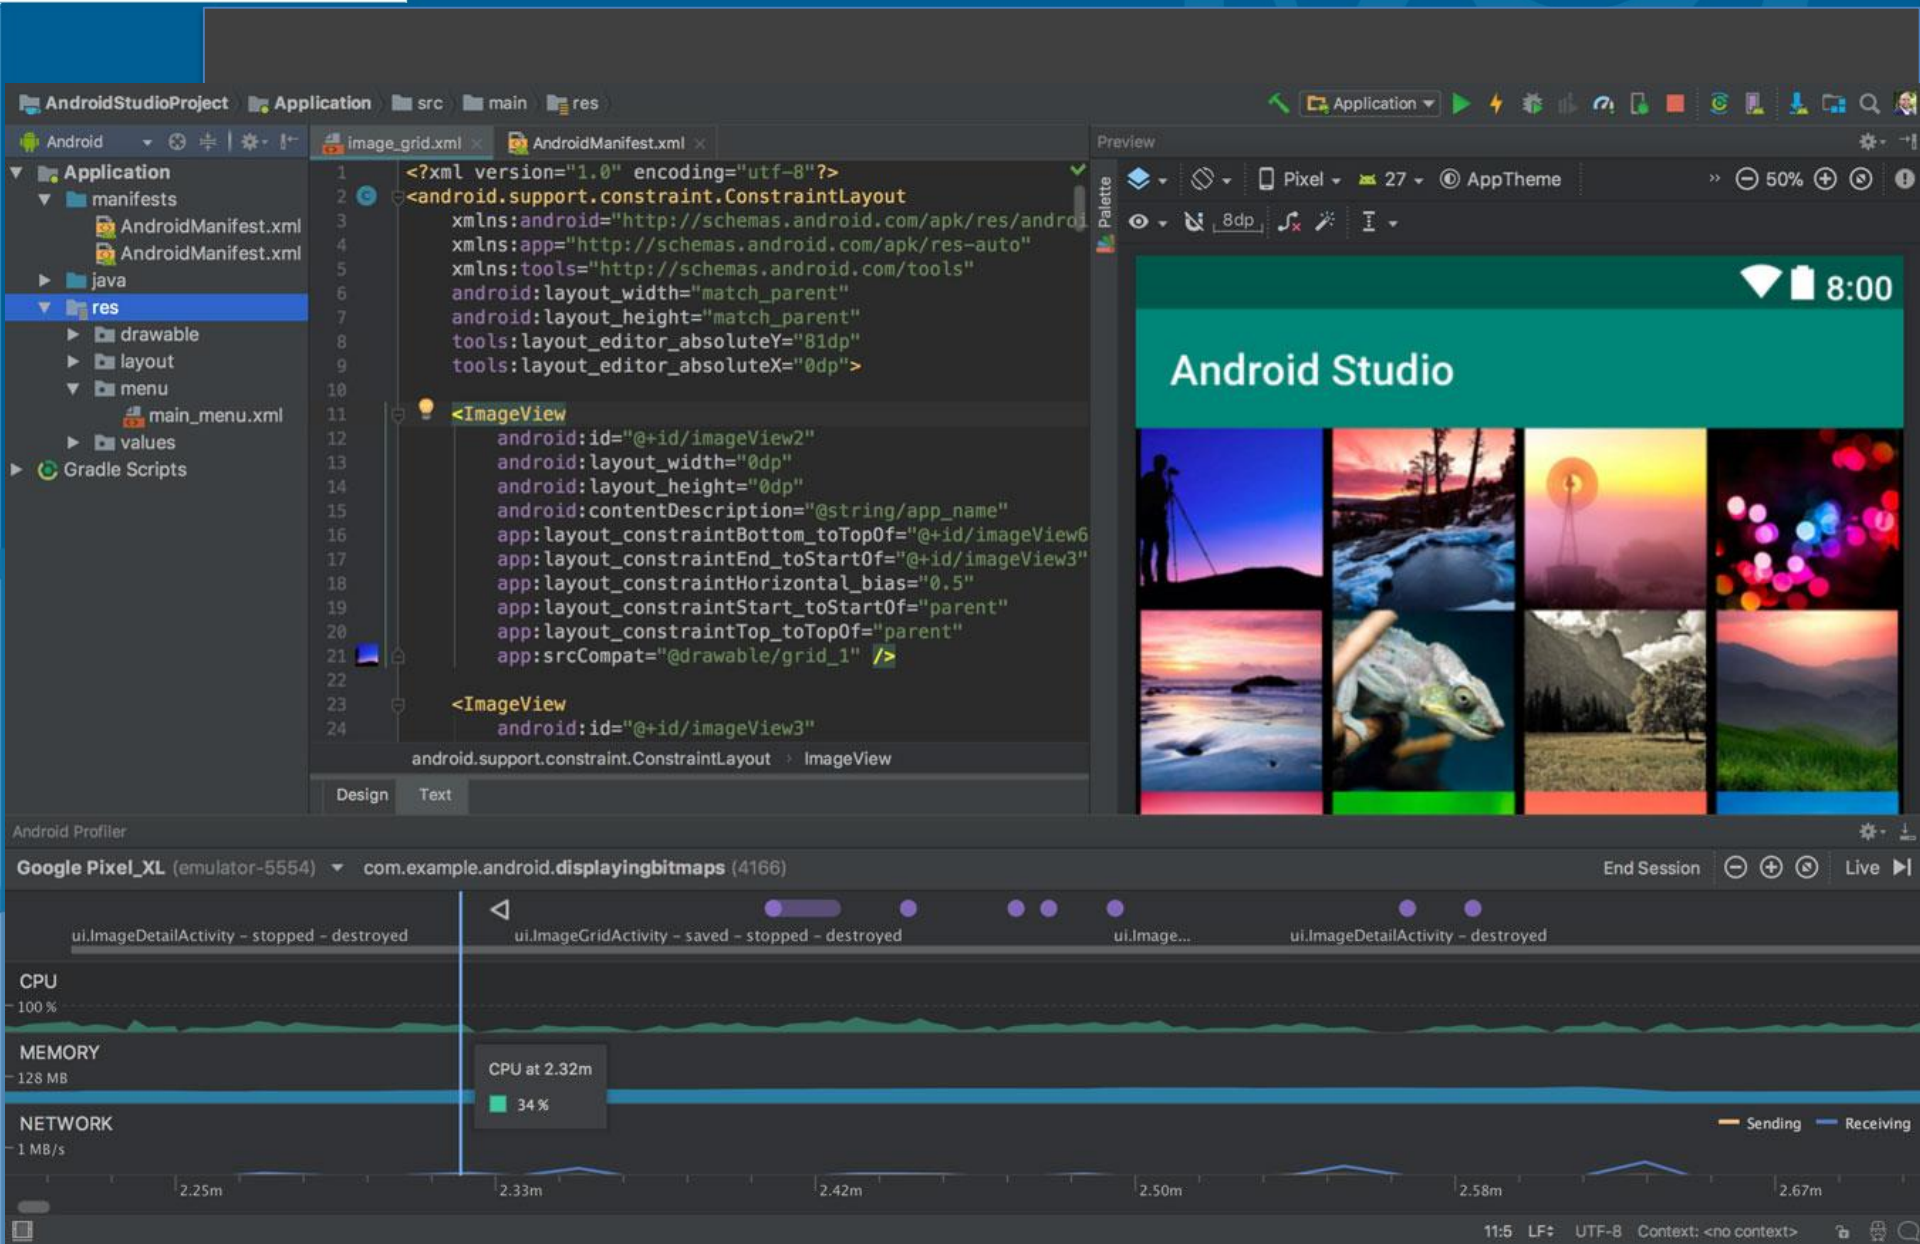 AndroidStudioProject Application src main res Application
Android image_grid.xml AndroidManifest.xml Preview
Application
manifests
AndroidManifest.xml
AndroidManifest.xml
java
res
drawable
layout
menu
main_menu.xml
values
Gradle Scripts
1 <?xml version="1.0" encoding="utf-8"?>
2 <android.support.constraint.ConstraintLayout
3 xmlns:android="http://schemas.android.com/apk/res/androi
4 xmlns:app="http://schemas.android.com/apk/res-auto"
5 xmlns:tools="http://schemas.android.com/tools"
6 android:layout_width="match_parent"
7 android:layout_height="match_parent"
8 tools:layout_editor_absoluteY="81dp"
9 tools:layout_editor_absoluteX="0dp">
10
11 <ImageView
12 android:id="@+id/imageView2"
13 android:layout_width="0dp"
14 android:layout_height="0dp"
15 android:contentDescription="@string/app_name"
16 app:layout_constraintBottom_toTopOf="@+id/imageView6
17 app:layout_constraintEnd_toStartOf="@+id/imageView3"
18 app:layout_constraintHorizontal_bias="0.5"
19 app:layout_constraintStart_toStartOf="parent"
20 app:layout_constraintTop_toTopOf="parent"
21 app:srcCompat="@drawable/grid_1" />
22
23 <ImageView
24 android:id="@+id/imageView3"
android.support.constraint.ConstraintLayout › ImageView
Design Text
Palette
Pixel 27 AppTheme » 50%
8dp
8:00
Android Studio
Android Profiler
Google Pixel_XL (emulator-5554) com.example.android.displayingbitmaps (4166) End Session Live
ui.ImageDetailActivity – stopped – destroyed ui.ImageGridActivity – saved – stopped – destroyed ui.Image... ui.ImageDetailActivity – destroyed
CPU
100 %
MEMORY
128 MB
CPU at 2.32m
34 %
NETWORK Sending Receiving
1 MB/s
2.25m 2.33m 2.42m 2.50m 2.58m 2.67m
11:5 LF÷ UTF-8 Context: <no context>